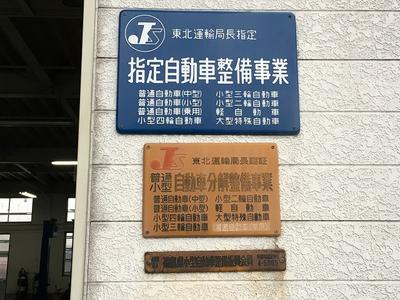 JS 東北運輸局長指定
指定自動車整備事業
普通自動車(中型) 小型三輪自動車
普通自動車(小型) 小型二輪自動車
普通自動車(乗用) 軽自動車
小型四輪自動車 大型特殊自動車
JS 東北運輸局長認証
普通
小型 自動車分解整備事業
普通自動車(中型) 小型二輪自動車
普通自動車(小型) 軽自動車
小型四輪自動車 大型特殊自動車
小型三輪自動車